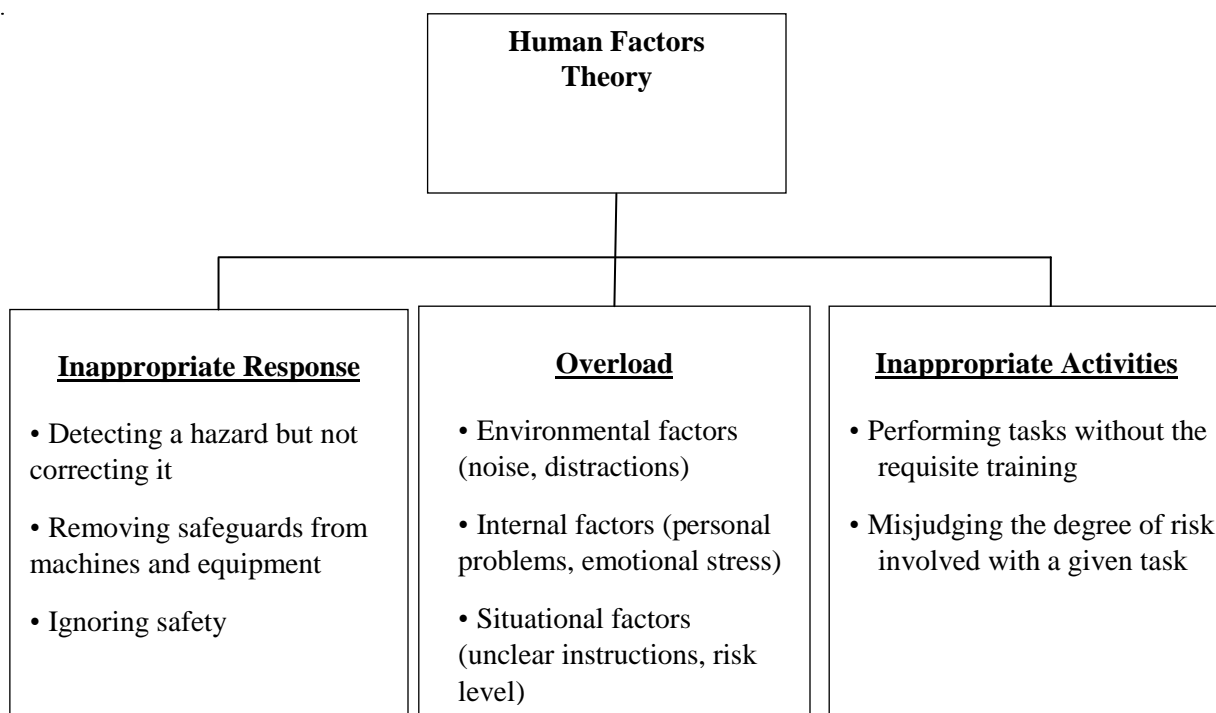 Human Factors
Theory
Inappropriate Response
• Detecting a hazard but not
correcting it
• Removing safeguards from
machines and equipment
• Ignoring safety
Overload
• Environmental factors
(noise, distractions)
• Internal factors (personal
problems, emotional stress)
• Situational factors
(unclear instructions, risk
level)
Inappropriate Activities
• Performing tasks without the
requisite training
• Misjudging the degree of risk
involved with a given task